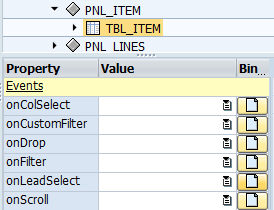 PNL_ITEM
TBL_ITEM
PNL_LINES
Property Value Bin...
Events
onColSelect
onCustomFilter
onDrop
onFilter
onLeadSelect
onScroll